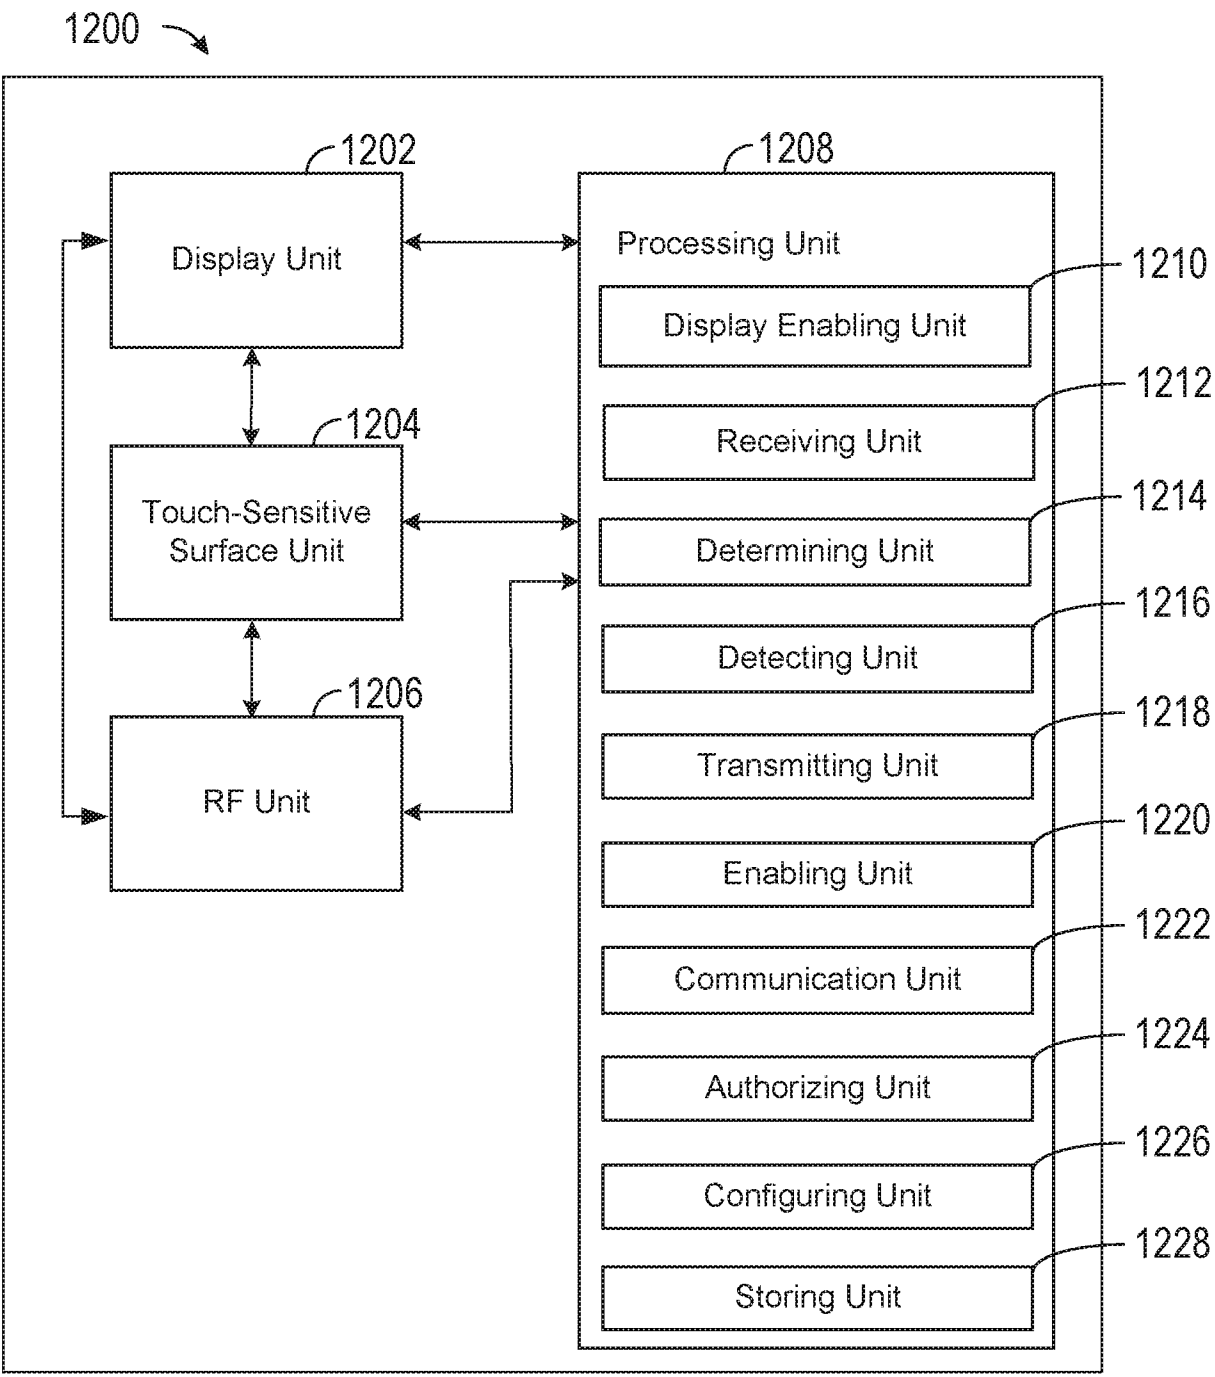 1200
1202
Display Unit
1204
Touch-Sensitive
Surface Unit
1206
RF Unit
1208
Processing Unit
1210
Display Enabling Unit
1212
Receiving Unit
1214
Determining Unit
1216
Detecting Unit
1218
Transmitting Unit
1220
Enabling Unit
1222
Communication Unit
1224
Authorizing Unit
1226
Configuring Unit
1228
Storing Unit